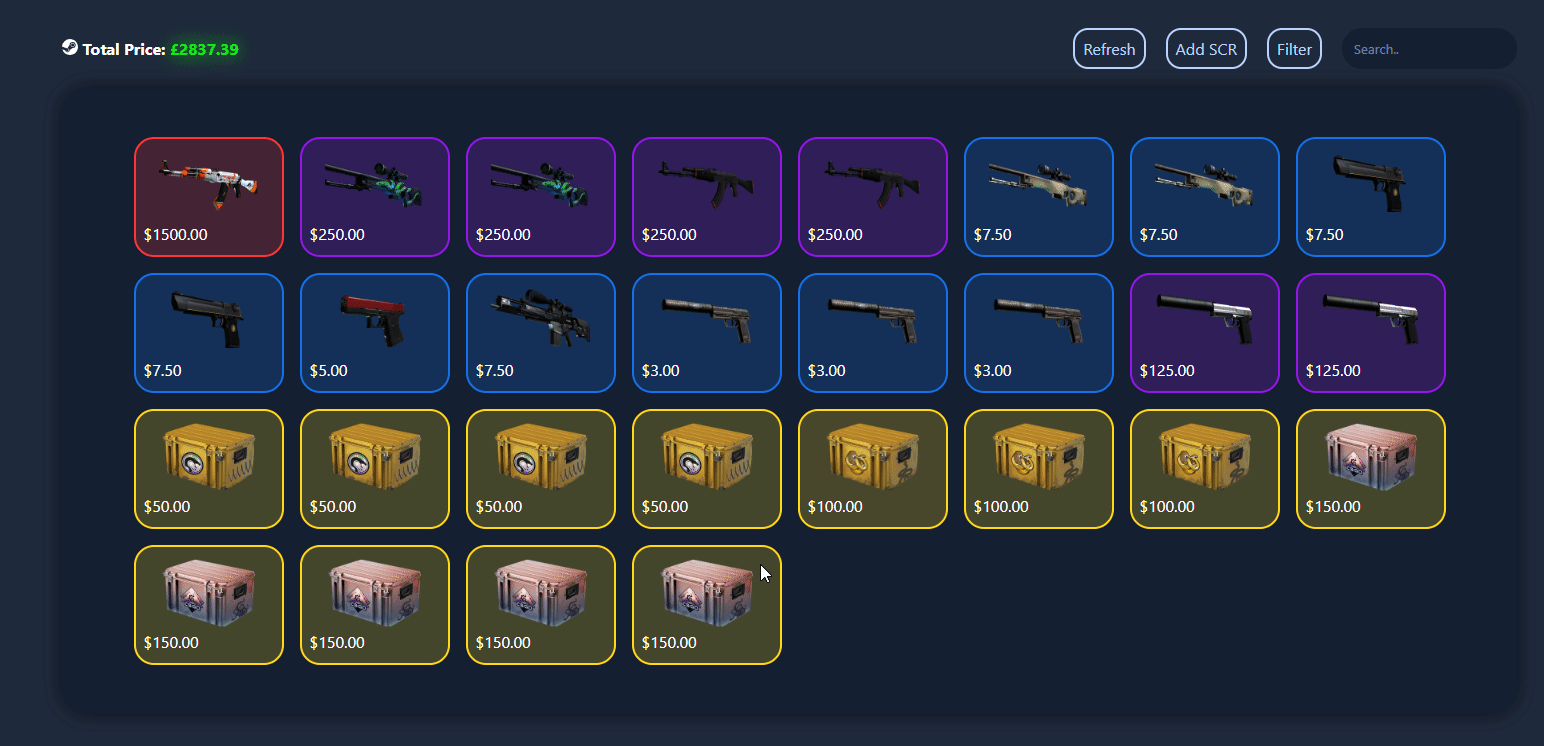 Total Price: £2837.39
Refresh Add SCR Filter Search..
$1500.00 $250.00 $250.00 $250.00 $250.00 $7.50 $7.50 $7.50
$7.50 $5.00 $7.50 $3.00 $3.00 $3.00 $125.00 $125.00
$50.00 $50.00 $50.00 $50.00 $100.00 $100.00 $100.00 $150.00
$150.00 $150.00 $150.00 $150.00